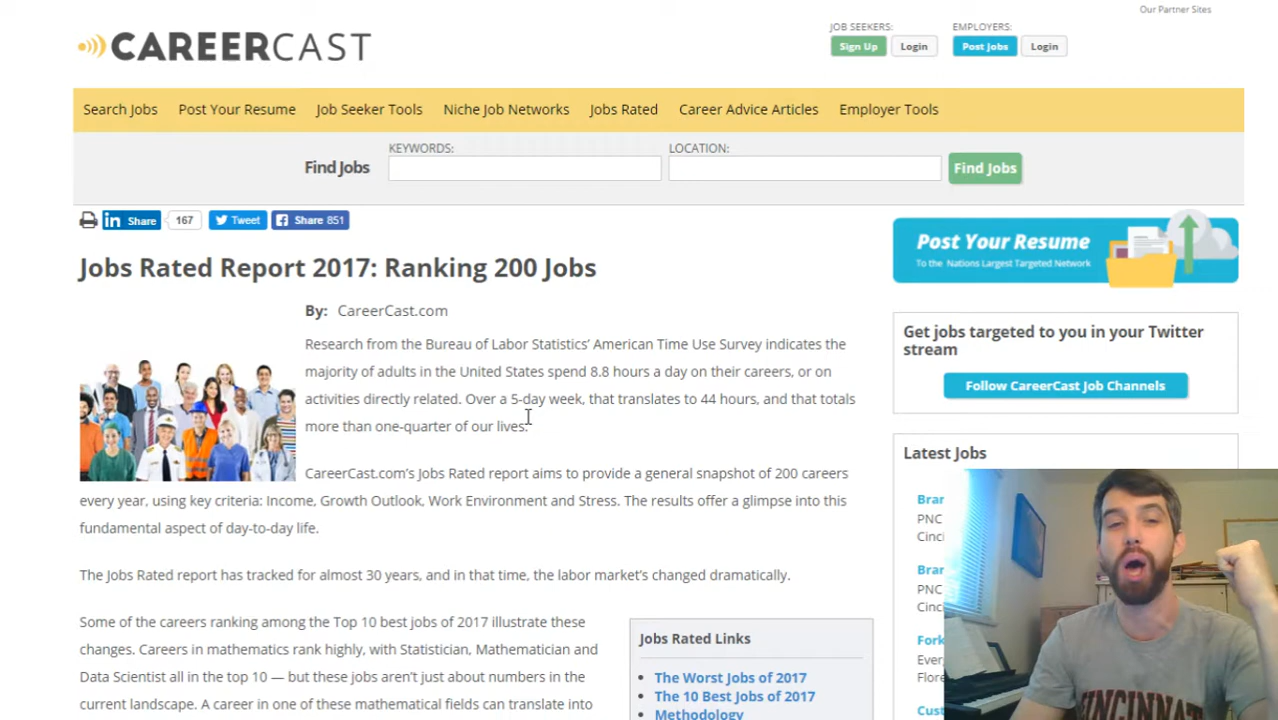 Our Partner Sites
CAREERCAST
JOB SEEKERS:
EMPLOYERS:
Sign Up
Login
Post Jobs
Login
Search Jobs
Post Your Resume
Job Seeker Tools
Niche Job Networks
Jobs Rated
Career Advice Articles
Employer Tools
KEYWORDS:
LOCATION:
Find Jobs
Find Jobs
in Share
167
Tweet
Share 851
Jobs Rated Report 2017: Ranking 200 Jobs
By: CareerCast.com
Research from the Bureau of Labor Statistics’ American Time Use Survey indicates the
majority of adults in the United States spend 8.8 hours a day on their careers, or on
activities directly related. Over a 5-day week, that translates to 44 hours, and that totals
more than one-quarter of our lives.
CareerCast.com’s Jobs Rated report aims to provide a general snapshot of 200 careers
every year, using key criteria: Income, Growth Outlook, Work Environment and Stress. The results offer a glimpse into this
fundamental aspect of day-to-day life.
The Jobs Rated report has tracked for almost 30 years, and in that time, the labor market’s changed dramatically.
Some of the careers ranking among the Top 10 best jobs of 2017 illustrate these
changes. Careers in mathematics rank highly, with Statistician, Mathematician and
Data Scientist all in the top 10 — but these jobs aren’t just about numbers in the
current landscape. A career in one of these mathematical fields can translate into
Jobs Rated Links
The Worst Jobs of 2017
The 10 Best Jobs of 2017
Methodology
Post Your Resume
To the Nations Largest Targeted Network
Get jobs targeted to you in your Twitter
stream
Follow CareerCast Job Channels
Latest Jobs
Bran
PNC
Cinci
Bran
PNC
Cinci
Fork
Everg
Flore
Cust
CINCINNATI